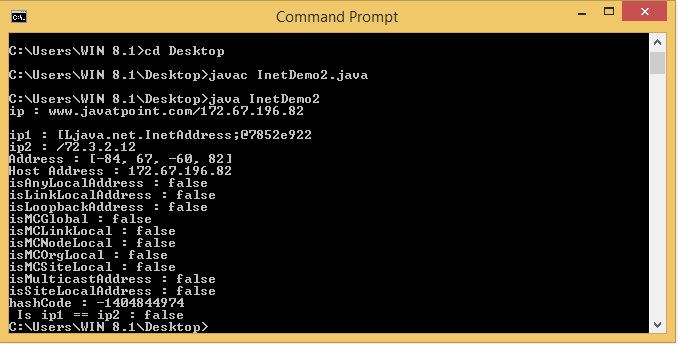 Command Prompt
C:\Users\WIN 8.1>cd Desktop
C:\Users\WIN 8.1\Desktop>javac InetDemo2.java
C:\Users\WIN 8.1\Desktop>java InetDemo2
ip : www.javatpoint.com/172.67.196.82
ip1 : [Ljava.net.InetAddress;@7852e922
ip2 : /72.3.2.12
Address : [-84, 67, -60, 82]
Host Address : 172.67.196.82
isAnyLocalAddress : false
isLinkLocalAddress : false
isLoopbackAddress : false
isMCGlobal : false
isMCLinkLocal : false
isMCNodeLocal : false
isMCOrgLocal : false
isMCSiteLocal : false
isMulticastAddress : false
isSiteLocalAddress : false
hashCode : -1404844974
 Is ip1 == ip2 : false
C:\Users\WIN 8.1\Desktop>